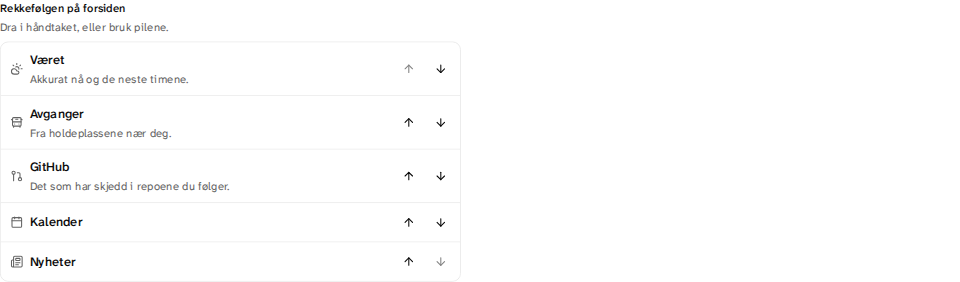 Rekkefølgen på forsiden
Dra i håndtaket, eller bruk pilene.
Været
Akkurat nå og de neste timene.
Avganger
Fra holdeplassene nær deg.
GitHub
Det som har skjedd i repoene du følger.
Kalender
Nyheter